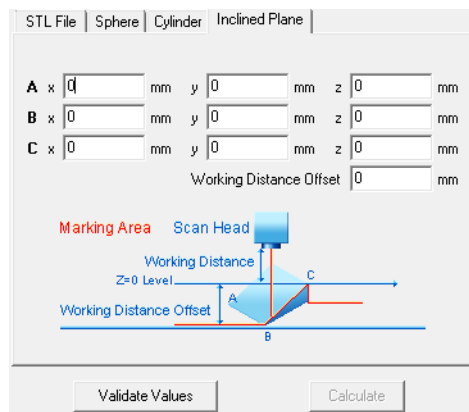 STL File Sphere Cylinder Inclined Plane
A x 0 mm y 0 mm z 0 mm
B x 0 mm y 0 mm z 0 mm
C x 0 mm y 0 mm z 0 mm
Working Distance Offset 0 mm
Marking Area Scan Head
Working Distance
Z=0 Level
C
A
Working Distance Offset
B
Validate Values Calculate